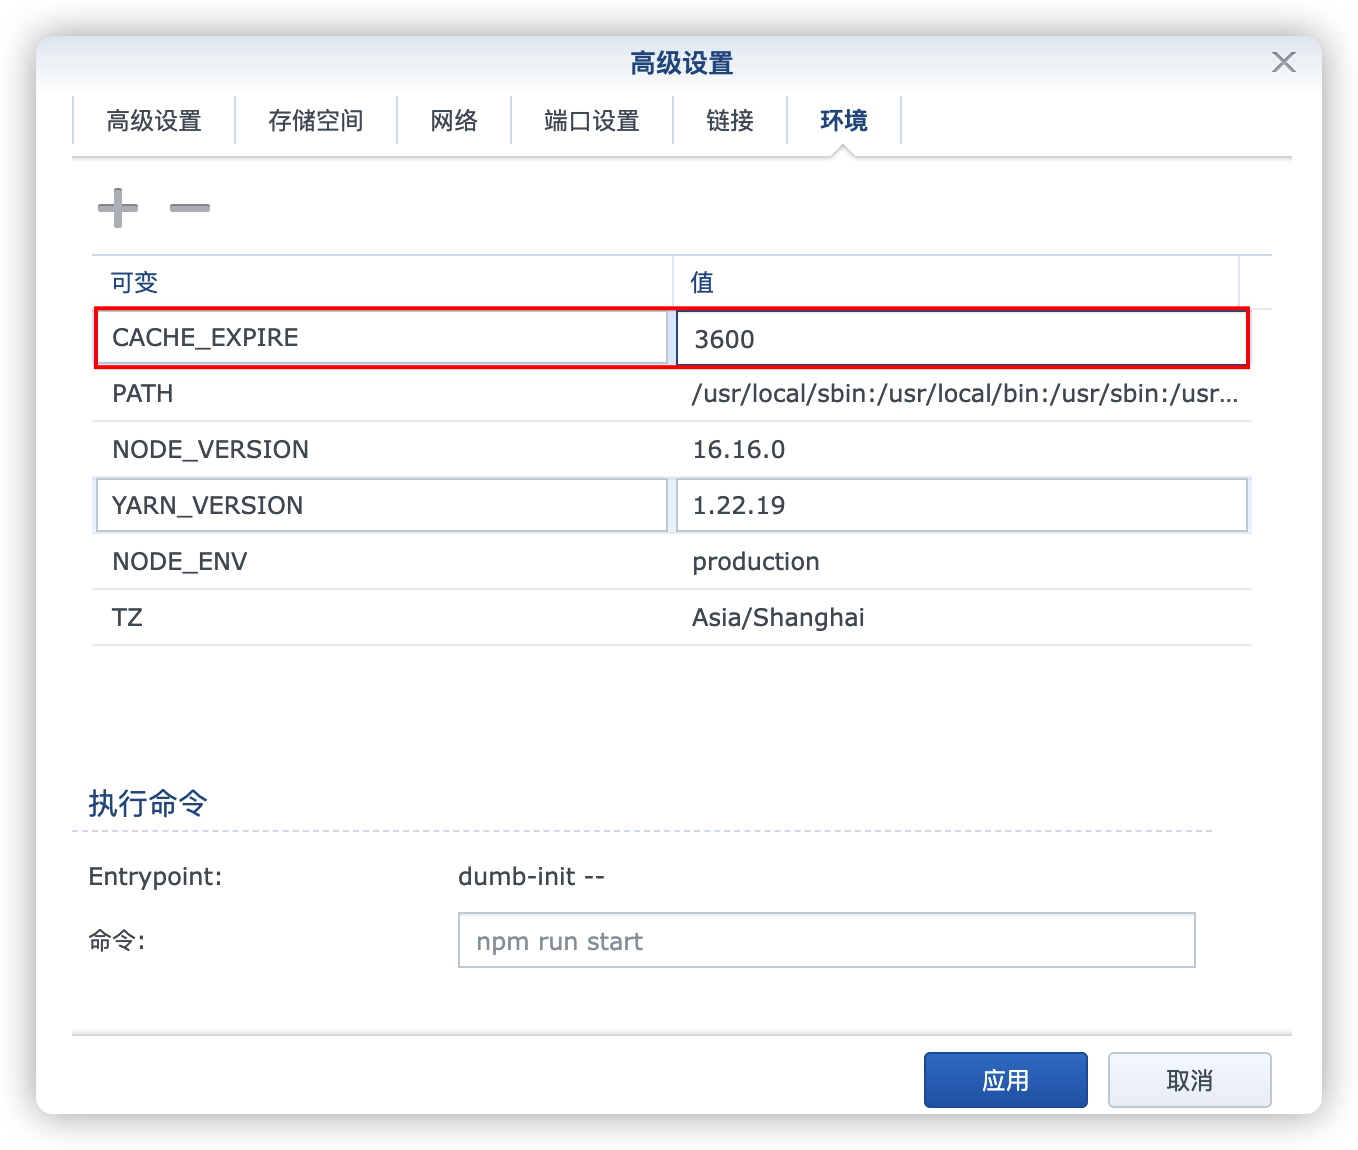 高级设置
高级设置 存储空间 网络 端口设置 链接 环境
可变 值
CACHE_EXPIRE 3600
PATH /usr/local/sbin:/usr/local/bin:/usr/sbin:/usr...
NODE_VERSION 16.16.0
YARN_VERSION 1.22.19
NODE_ENV production
TZ Asia/Shanghai
执行命令
Entrypoint: dumb-init --
命令: npm run start
应用 取消